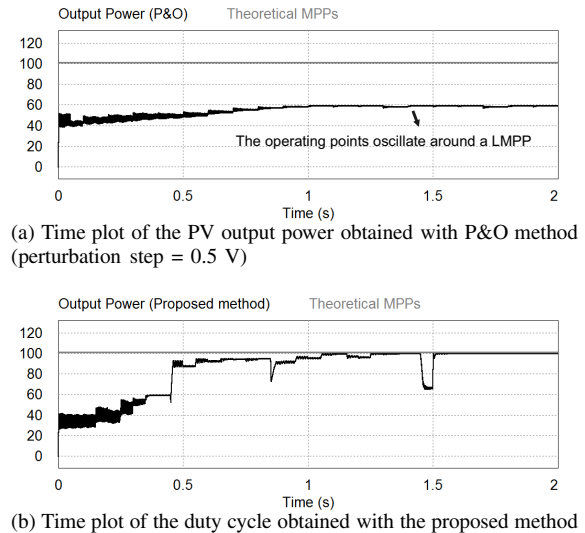 Output Power (P&O) Theoretical MPPs
120
100
80
60
40
20
0
The operating points oscillate around a LMPP
0 0.5 1 1.5 2
Time (s)
(a) Time plot of the PV output power obtained with P&O method
(perturbation step = 0.5 V)
Output Power (Proposed method) Theoretical MPPs
120
100
80
60
40
20
0
0 0.5 1 1.5 2
Time (s)
(b) Time plot of the duty cycle obtained with the proposed method